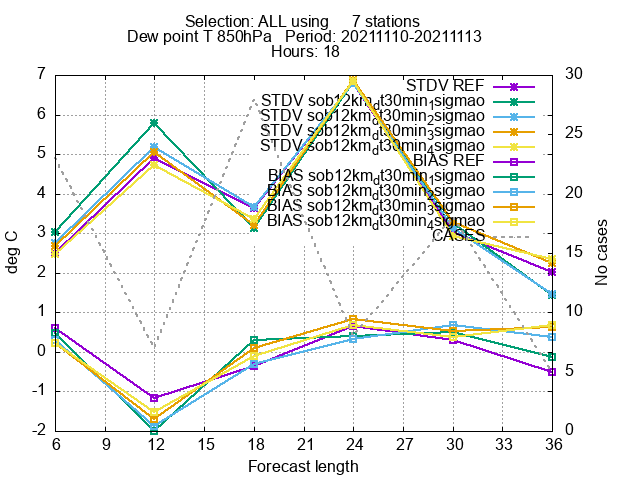 Selection: ALL using 7 stations
Dew point T 850hPa Period: 20211110-20211113
Hours: 18
7
6
5
4
3
2
1
0
-1
-2
deg C
30
25
20
15
10
5
0
No cases
STDV REF
STDV sob12km_dt30min_1sigmao
STDV sob12km_dt30min_2sigmao
STDV sob12km_dt30min_3sigmao
STDV sob12km_dt30min_4sigmao
BIAS REF
BIAS sob12km_dt30min_1sigmao
BIAS sob12km_dt30min_2sigmao
BIAS sob12km_dt30min_3sigmao
BIAS sob12km_dt30min_4sigmao
CASES
6 9 12 15 18 21 24 27 30 33 36
Forecast length